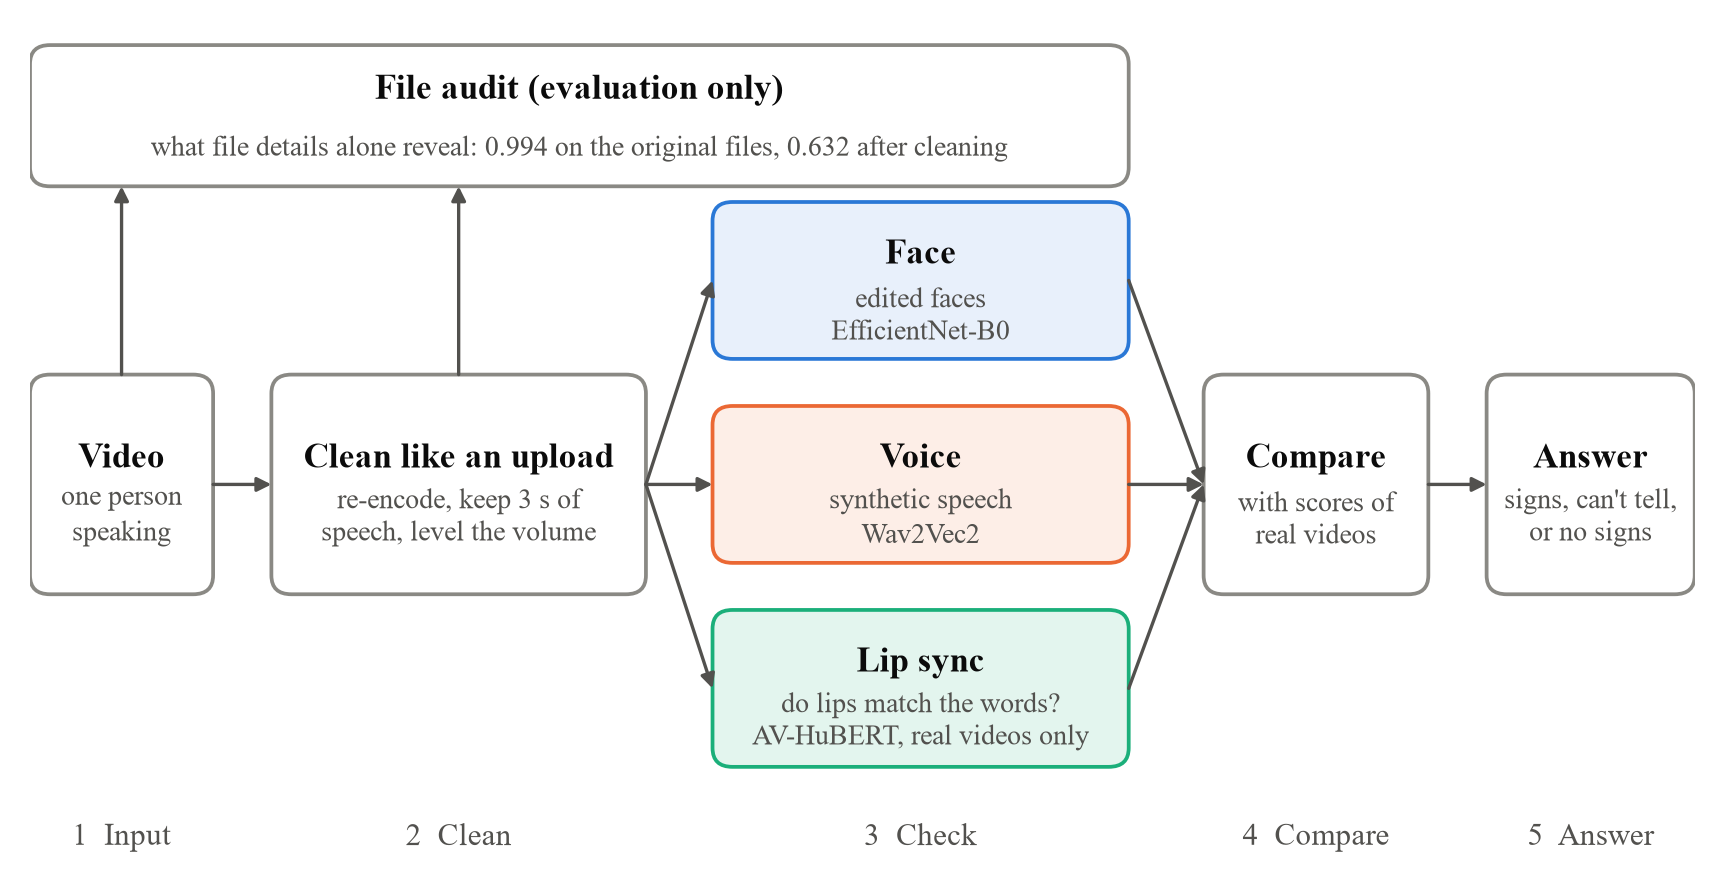 File audit (evaluation only)
what file details alone reveal: 0.994 on the original files, 0.632 after cleaning
Video
one person
speaking
Clean like an upload
re-encode, keep 3 s of
speech, level the volume
Face
edited faces
EfficientNet-B0
Voice
synthetic speech
Wav2Vec2
Lip sync
do lips match the words?
AV-HuBERT, real videos only
Compare
with scores of
real videos
Answer
signs, can't tell,
or no signs
1 Input
2 Clean
3 Check
4 Compare
5 Answer